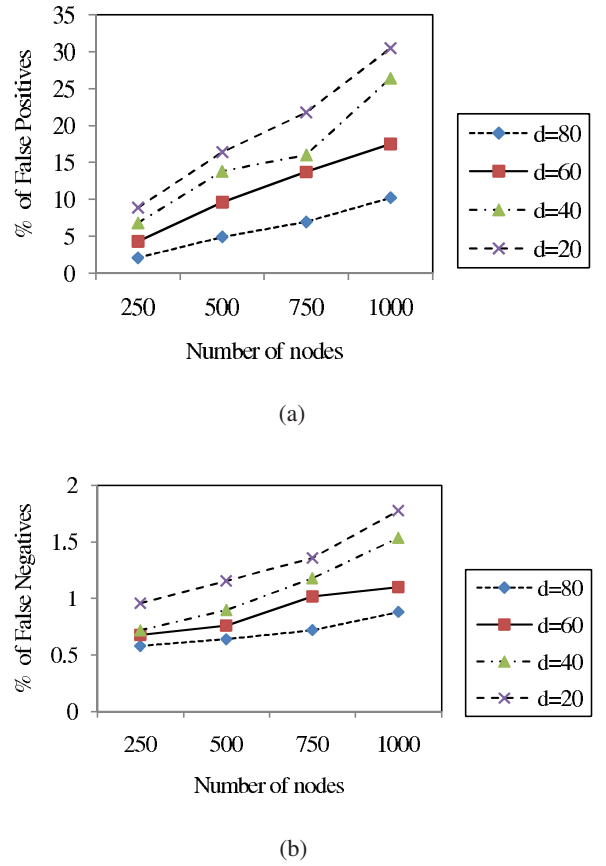 35
30
25
20
15
10
5
0
% of False Positives
250 500 750 1000
Number of nodes
d=80
d=60
d=40
d=20
(a)
2
1.5
1
0.5
0
% of False Negatives
250 500 750 1000
Number of nodes
d=80
d=60
d=40
d=20
(b)